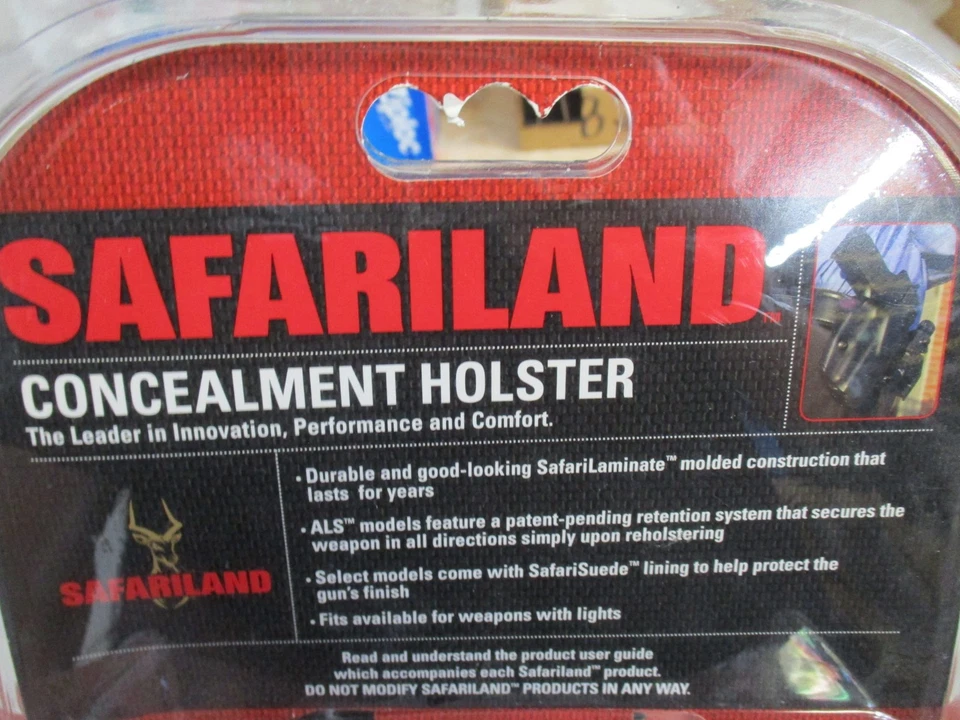 SAFARILAND
CONCEALMENT HOLSTER
The Leader in Innovation, Performance and Comfort.
• Durable and good-looking SafariLaminate™ molded construction that
lasts for years
• ALS™ models feature a patent-pending retention system that secures the
weapon in all directions simply upon reholstering
• Select models come with SafariSuede™ lining to help protect the
gun's finish
• Fits available for weapons with lights
SAFARILAND
Read and understand the product user guide
which accompanies each Safariland™ product.
DO NOT MODIFY SAFARILAND™ PRODUCTS IN ANY WAY.